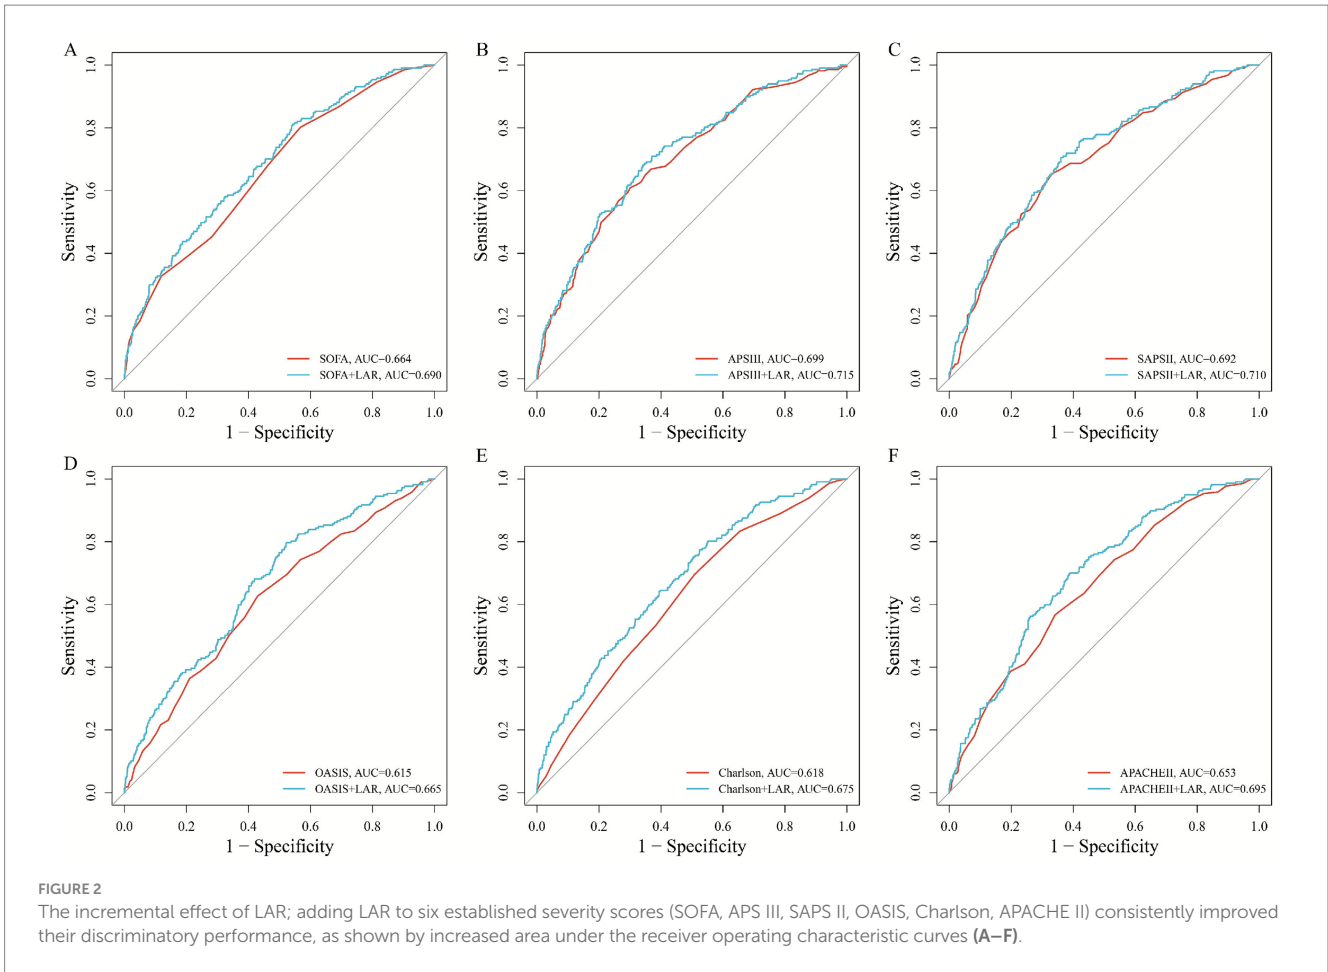 A
B
C
1.0
0.8
0.6
0.4
0.2
0.0
Sensitivity
SOFA, AUC=0.664
SOFA+LAR, AUC=0.690
0.0 0.2 0.4 0.6 0.8 1.0
1 − Specificity
1.0
0.8
0.6
0.4
0.2
0.0
Sensitivity
APSIII, AUC=0.699
APSIII+LAR, AUC=0.715
0.0 0.2 0.4 0.6 0.8 1.0
1 − Specificity
1.0
0.8
0.6
0.4
0.2
0.0
Sensitivity
SAPSII, AUC=0.692
SAPSII+LAR, AUC=0.710
0.0 0.2 0.4 0.6 0.8 1.0
1 − Specificity
D
E
F
1.0
0.8
0.6
0.4
0.2
0.0
Sensitivity
OASIS, AUC=0.615
OASIS+LAR, AUC=0.665
0.0 0.2 0.4 0.6 0.8 1.0
1 − Specificity
1.0
0.8
0.6
0.4
0.2
0.0
Sensitivity
Charlson, AUC=0.618
Charlson+LAR, AUC=0.675
0.0 0.2 0.4 0.6 0.8 1.0
1 − Specificity
1.0
0.8
0.6
0.4
0.2
0.0
Sensitivity
APACHEII, AUC=0.653
APACHEII+LAR, AUC=0.695
0.0 0.2 0.4 0.6 0.8 1.0
1 − Specificity
FIGURE 2
The incremental effect of LAR; adding LAR to six established severity scores (SOFA, APS III, SAPS II, OASIS, Charlson, APACHE II) consistently improved
their discriminatory performance, as shown by increased area under the receiver operating characteristic curves (A–F).